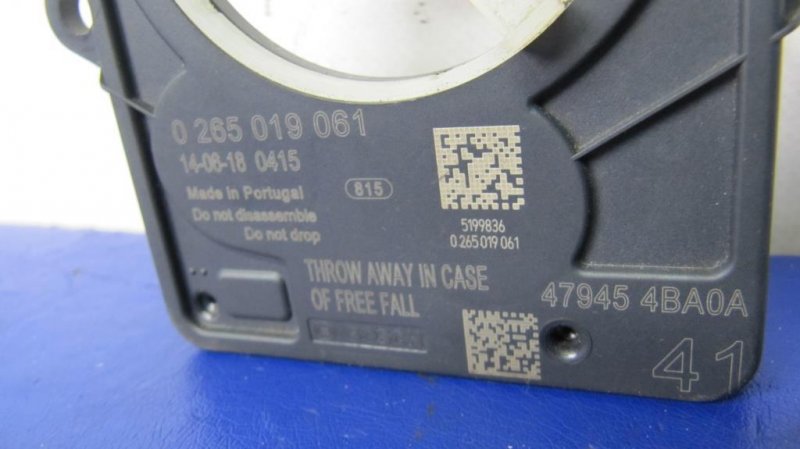 0 265 019 061
14-06-18 0415
Made in Portugal
815
Do not disassemble
Do not drop
5199836
0 265 019 061
THROW AWAY IN CASE
OF FREE FALL
47945 4BA0A
41